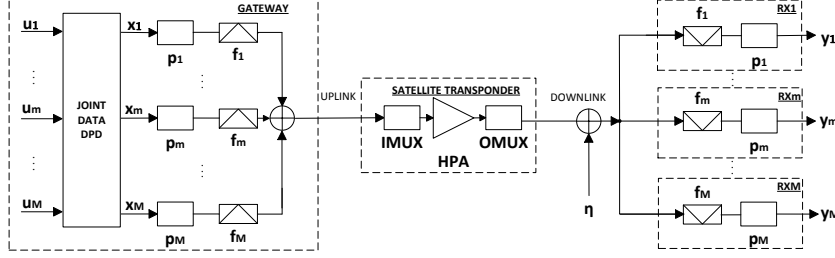 GATEWAY
u1 x1 p1 f1
um xm pm fm
uM xM pM fM
JOINT
DATA
DPD
UPLINK
SATELLITE TRANSPONDER
IMUX OMUX
HPA
DOWNLINK
η
RX1
f1 p1 y1
RXm
fm pm ym
RXM
fM pM yM